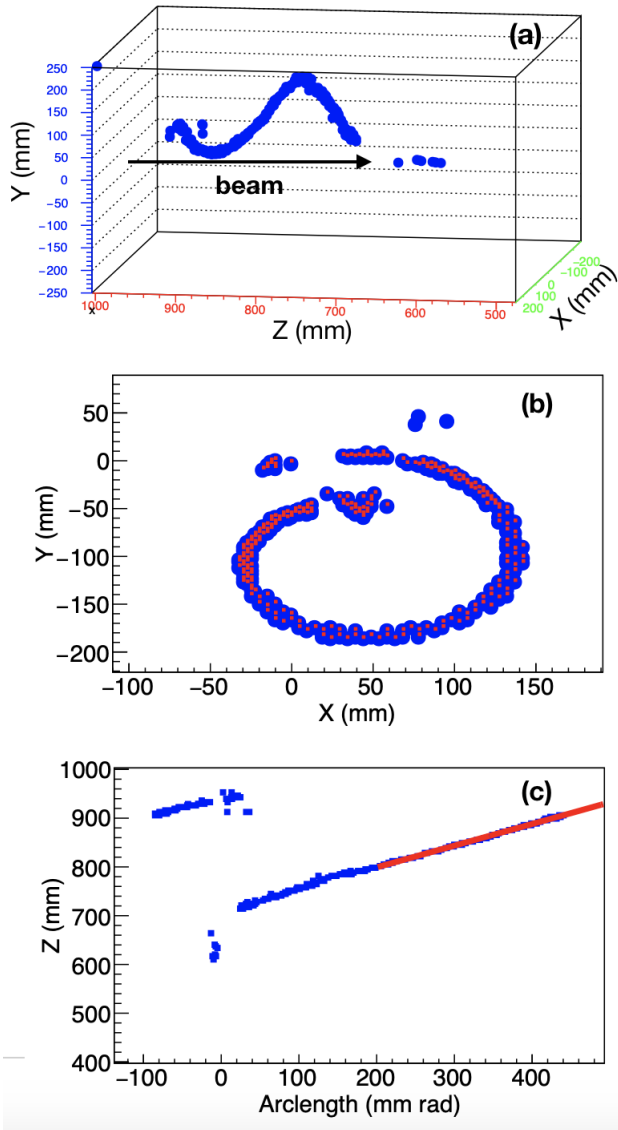 (a)
250
200
150
100
50
0
−50
−100
−150
−200
−250
Y (mm)
beam
1000 900 800 700 600 500
x
Z (mm)
−200
−100
0
100
200
X (mm)
(b)
50
0
−50
−100
−150
−200
Y (mm)
−100 −50 0 50 100 150
X (mm)
(c)
1000
900
800
700
600
500
400
Z (mm)
−100 0 100 200 300 400
Arclength (mm rad)